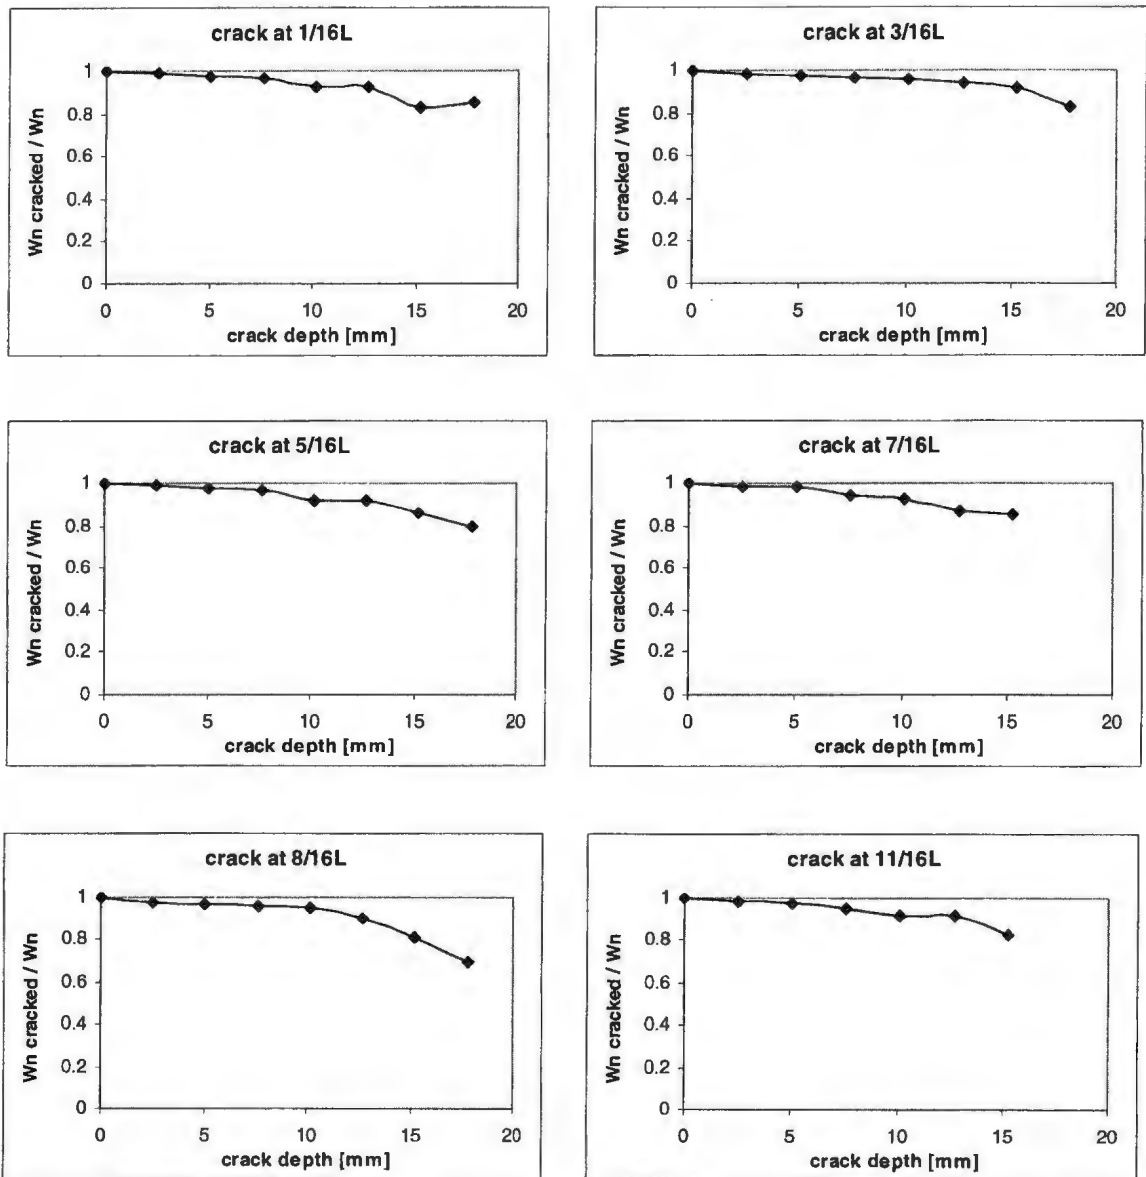 crack at 1/16L
Wn cracked / Wn
1
0.8
0.6
0.4
0.2
0
0 5 10 15 20
crack depth [mm]
crack at 3/16L
Wn cracked / Wn
1
0.8
0.6
0.4
0.2
0
0 5 10 15 20
crack depth [mm]
crack at 5/16L
Wn cracked / Wn
1
0.8
0.6
0.4
0.2
0
0 5 10 15 20
crack depth [mm]
crack at 7/16L
Wn cracked / Wn
1
0.8
0.6
0.4
0.2
0
0 5 10 15 20
crack depth [mm]
crack at 8/16L
Wn cracked / Wn
1
0.8
0.6
0.4
0.2
0
0 5 10 15 20
crack depth [mm]
crack at 11/16L
Wn cracked / Wn
1
0.8
0.6
0.4
0.2
0
0 5 10 15 20
crack depth [mm]